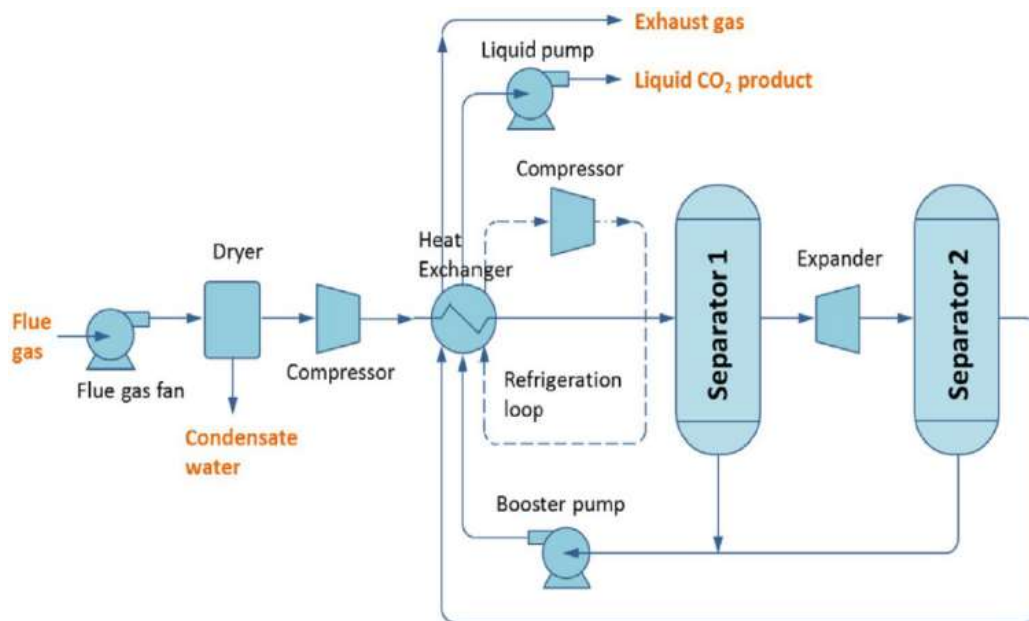 Exhaust gas
Liquid pump
Liquid CO₂ product
Compressor
Heat
Exchanger
Dryer
Separator 1
Expander
Separator 2
Flue
gas
Flue gas fan
Compressor
Refrigeration
loop
Condensate
water
Booster pump